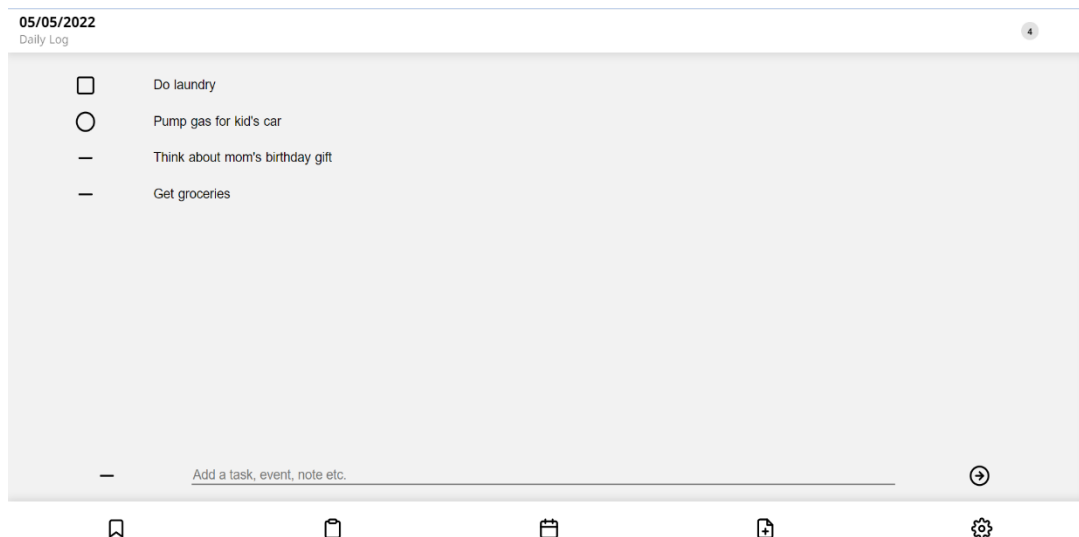 05/05/2022
Daily Log
4
Do laundry
Pump gas for kid's car
Think about mom's birthday gift
Get groceries
Add a task, event, note etc.